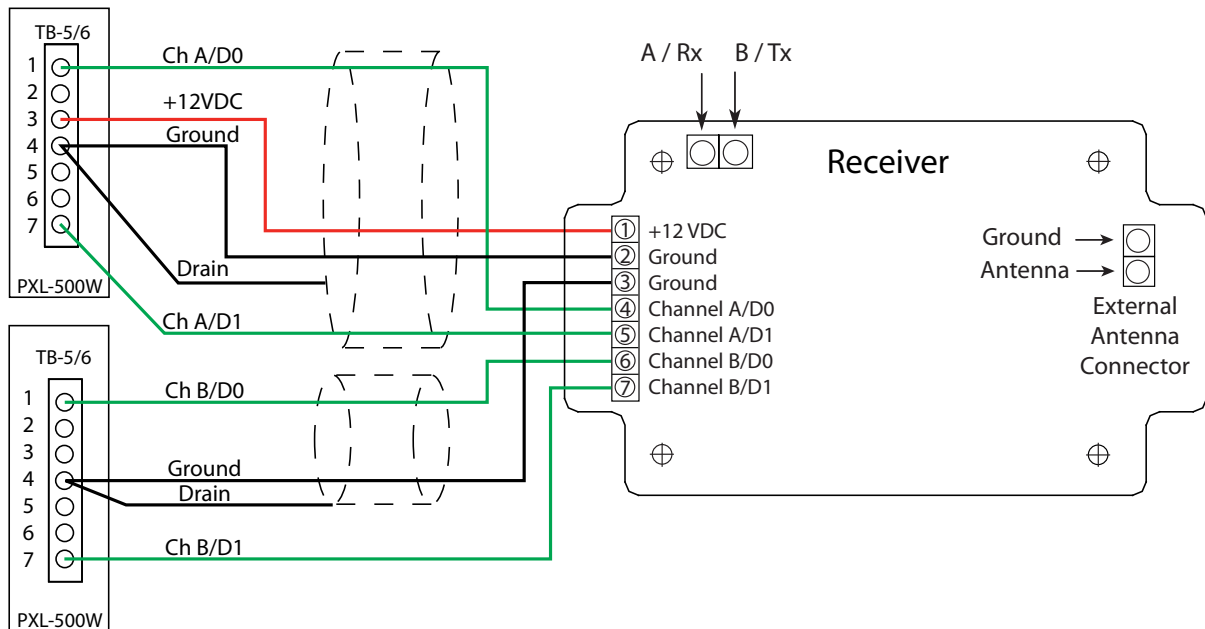 TB-5/6
1
2
3
4
5
6
7
PXL-500W
Ch A/D0
+12VDC
Ground
Drain
Ch A/D1
TB-5/6
1
2
3
4
5
6
7
PXL-500W
Ch B/D0
Ground
Drain
Ch B/D1
A / Rx
B / Tx
Receiver
① +12 VDC
② Ground
③ Ground
④ Channel A/D0
⑤ Channel A/D1
⑥ Channel B/D0
⑦ Channel B/D1
Ground
Antenna
External
Antenna
Connector